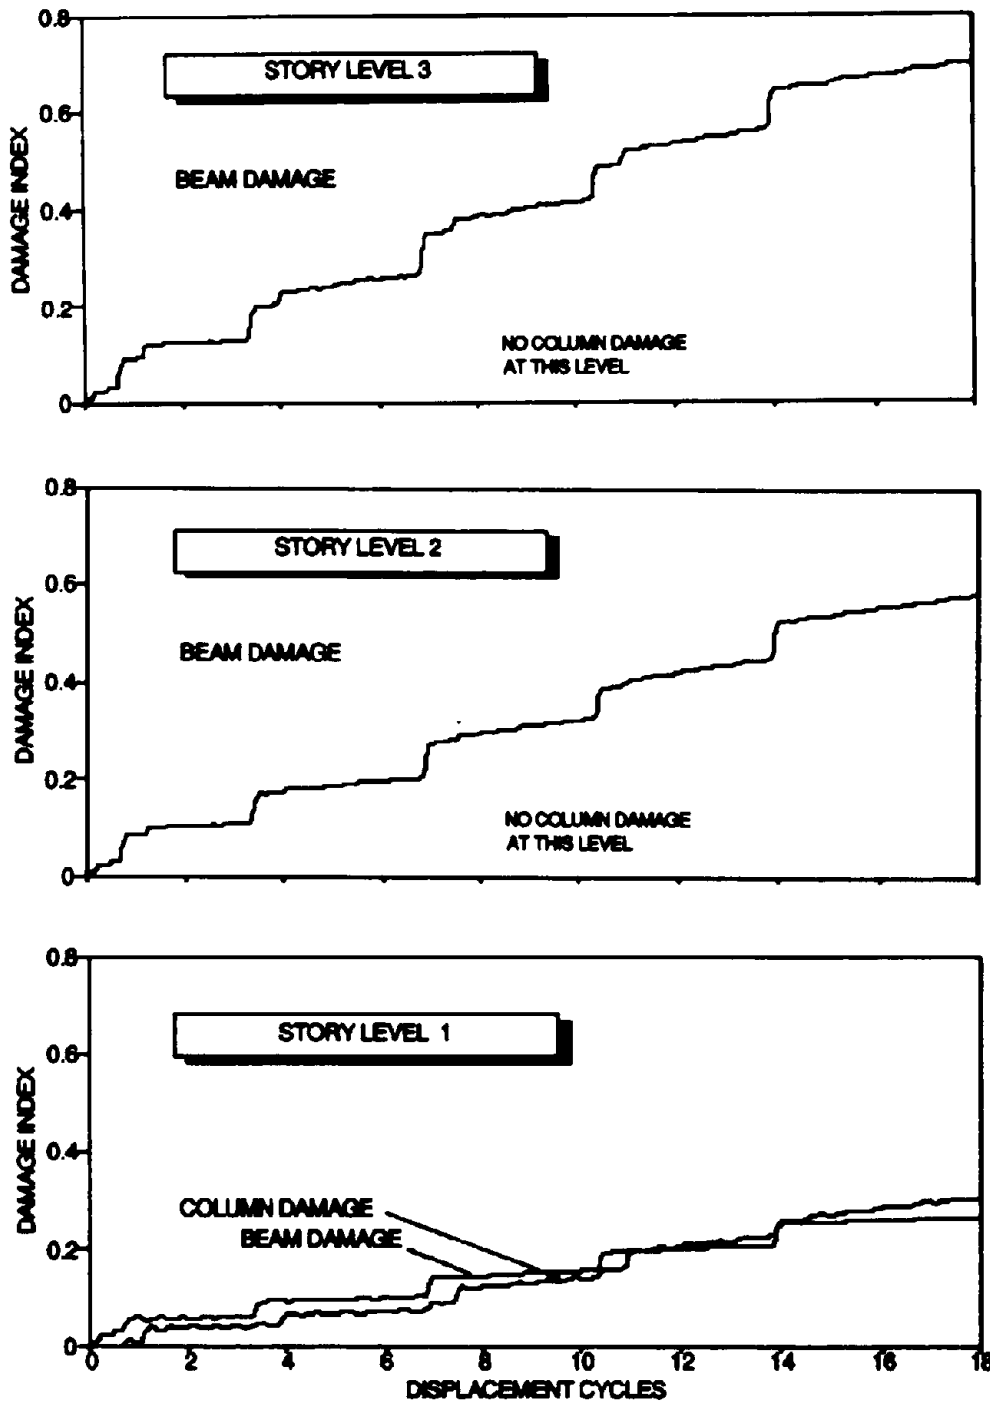 0.8
STORY LEVEL 3
0.6
BEAM DAMAGE
DAMAGE INDEX
0.4
0.2
NO COLUMN DAMAGE
AT THIS LEVEL
0
0.8
STORY LEVEL 2
0.6
BEAM DAMAGE
DAMAGE INDEX
0.4
0.2
NO COLUMN DAMAGE
AT THIS LEVEL
0
0.8
STORY LEVEL 1
0.6
DAMAGE INDEX
0.4
COLUMN DAMAGE
BEAM DAMAGE
0.2
0
0 2 4 6 8 10 12 14 16 18
DISPLACEMENT CYCLES